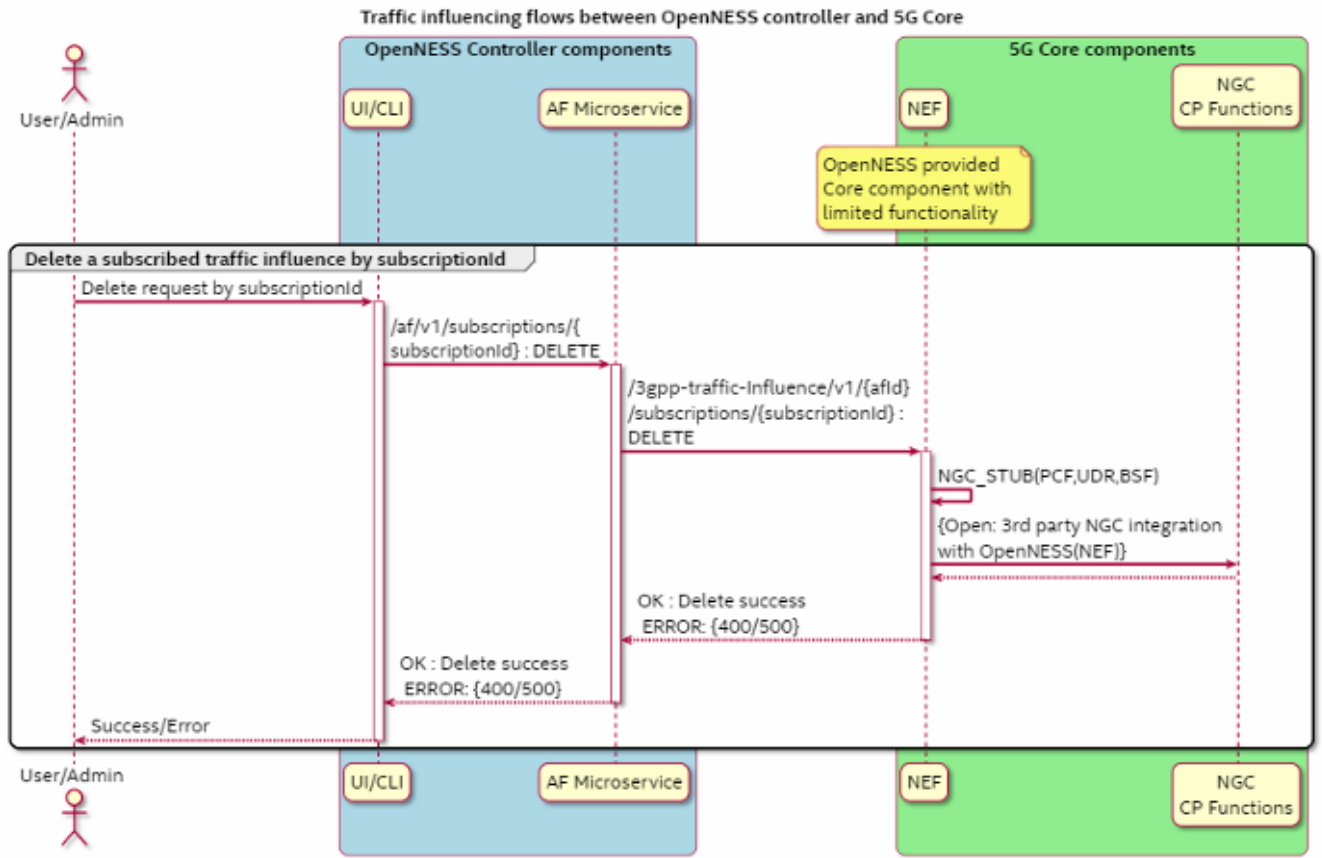 Traffic influencing flows between OpenNESS controller and 5G Core
OpenNESS Controller components
5G Core components
User/Admin
UI/CLI
AF Microservice
NEF
NGC
CP Functions
OpenNESS provided
Core component with
limited functionality
Delete a subscribed traffic influence by subscriptionId
Delete request by subscriptionId
/af/v1/subscriptions/{
subscriptionId} : DELETE
/3gpp-traffic-Influence/v1/{afId}
/subscriptions/{subscriptionId} :
DELETE
NGC_STUB(PCF,UDR,BSF)
{Open: 3rd party NGC integration
with OpenNESS(NEF)}
OK : Delete success
ERROR: {400/500}
OK : Delete success
ERROR: {400/500}
Success/Error
User/Admin
UI/CLI
AF Microservice
NEF
NGC
CP Functions